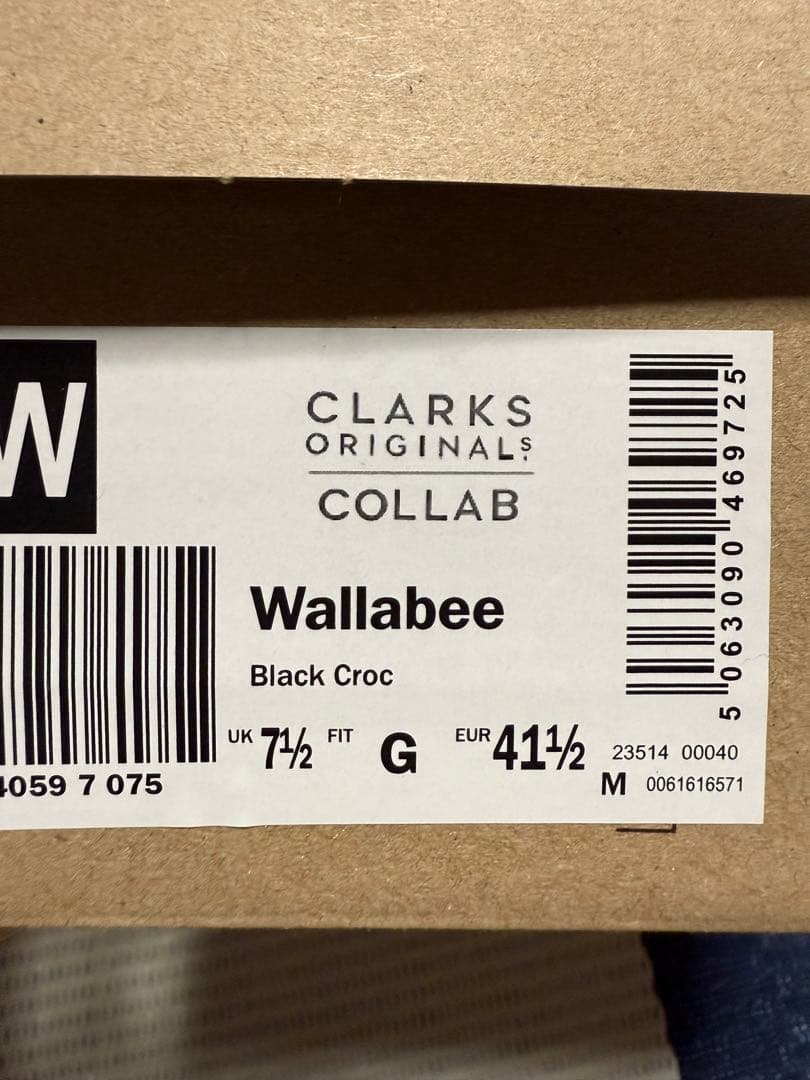 W
CLARKS
ORIGINALS.
COLLAB
Wallabee
Black Croc
UK 7½ FIT G EUR 41½
4059 7 075
5 063090 469725
23514 00040
M 0061616571